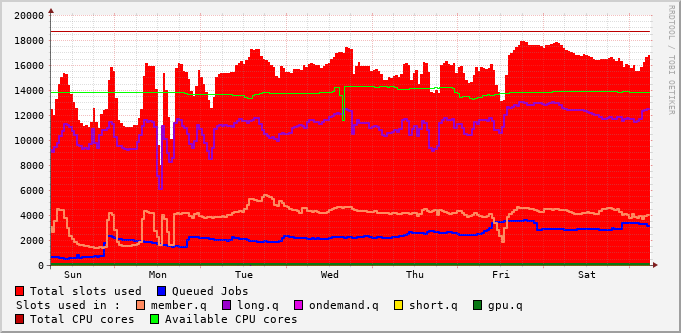 20000
18000
16000
14000
12000
10000
8000
6000
4000
2000
0
Sun Mon Tue Wed Thu Fri Sat
RRDTOOL / TOBI OETIKER
Total slots used Queued Jobs
Slots used in : member.q long.q ondemand.q short.q gpu.q
Total CPU cores Available CPU cores